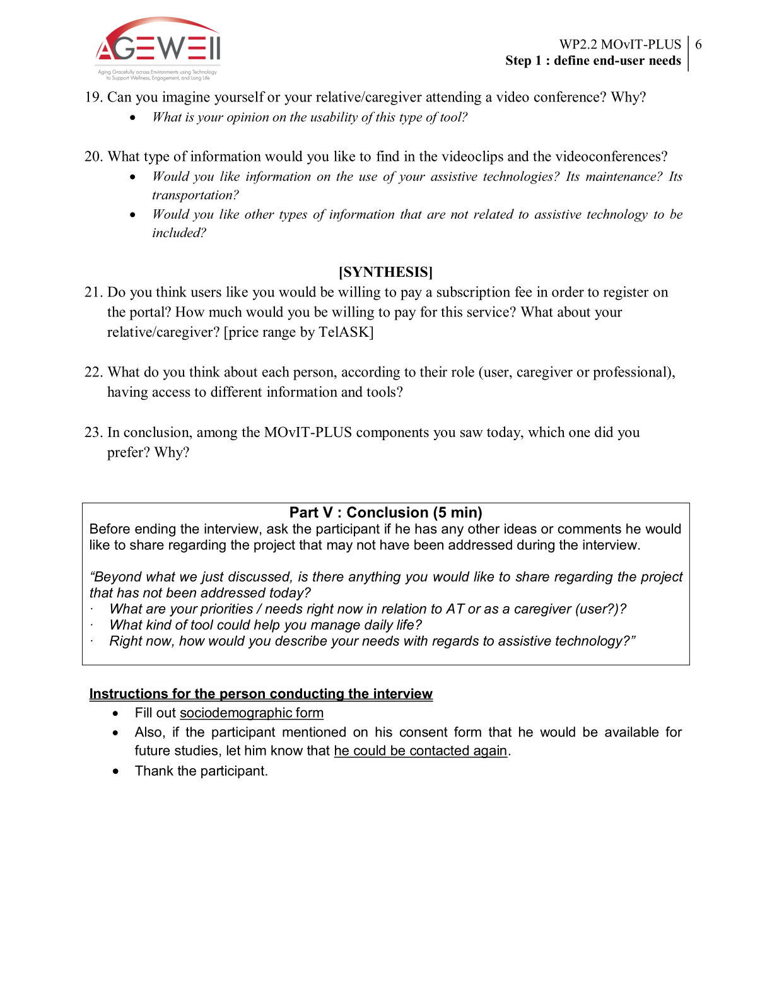 AGEWEll
Aging Gracefully across Environments using Technology
to Support Wellness, Engagement, and Long Life
WP2.2 MOvIT-PLUS 6
Step 1 : define end-user needs
19. Can you imagine yourself or your relative/caregiver attending a video conference? Why?
• What is your opinion on the usability of this type of tool?
20. What type of information would you like to find in the videoclips and the videoconferences?
• Would you like information on the use of your assistive technologies? Its maintenance? Its
transportation?
• Would you like other types of information that are not related to assistive technology to be
included?
[SYNTHESIS]
21. Do you think users like you would be willing to pay a subscription fee in order to register on
the portal? How much would you be willing to pay for this service? What about your
relative/caregiver? [price range by TelASK]
22. What do you think about each person, according to their role (user, caregiver or professional),
having access to different information and tools?
23. In conclusion, among the MOvIT-PLUS components you saw today, which one did you
prefer? Why?
Part V : Conclusion (5 min)
Before ending the interview, ask the participant if he has any other ideas or comments he would
like to share regarding the project that may not have been addressed during the interview.
“Beyond what we just discussed, is there anything you would like to share regarding the project
that has not been addressed today?
· What are your priorities / needs right now in relation to AT or as a caregiver (user?)?
· What kind of tool could help you manage daily life?
· Right now, how would you describe your needs with regards to assistive technology?”
Instructions for the person conducting the interview
• Fill out sociodemographic form
• Also, if the participant mentioned on his consent form that he would be available for
future studies, let him know that he could be contacted again.
• Thank the participant.